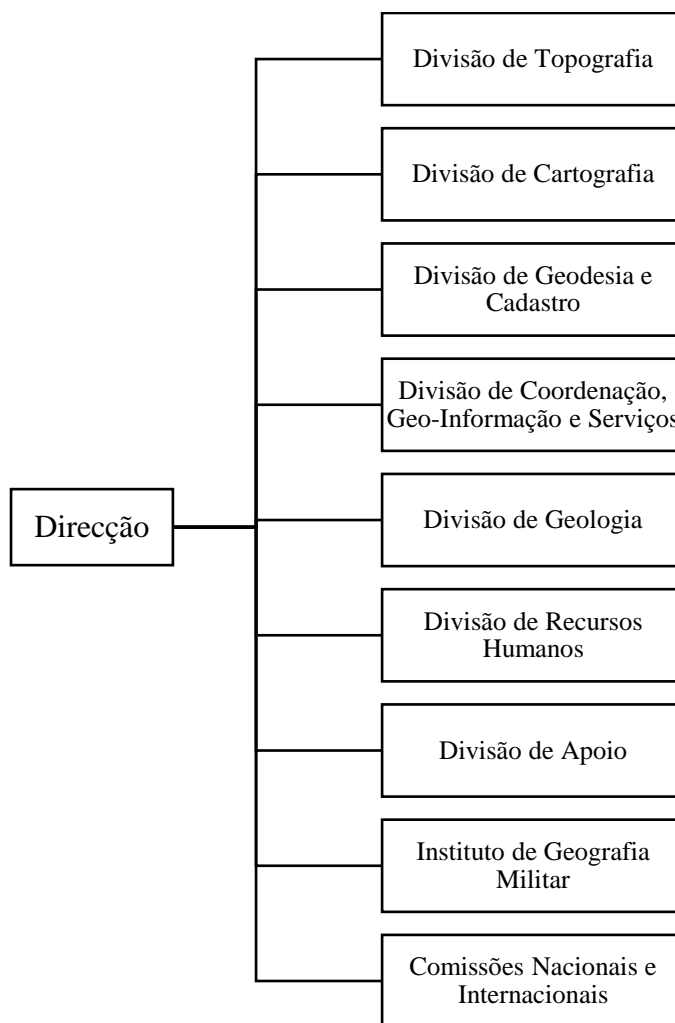 Divisão de Topografia
Divisão de Cartografia
Divisão de Geodesia e
Cadastro
Divisão de Coordenação,
Geo-Informação e Serviços
Direcção
Divisão de Geologia
Divisão de Recursos
Humanos
Divisão de Apoio
Instituto de Geografia
Militar
Comissões Nacionais e
Internacionais